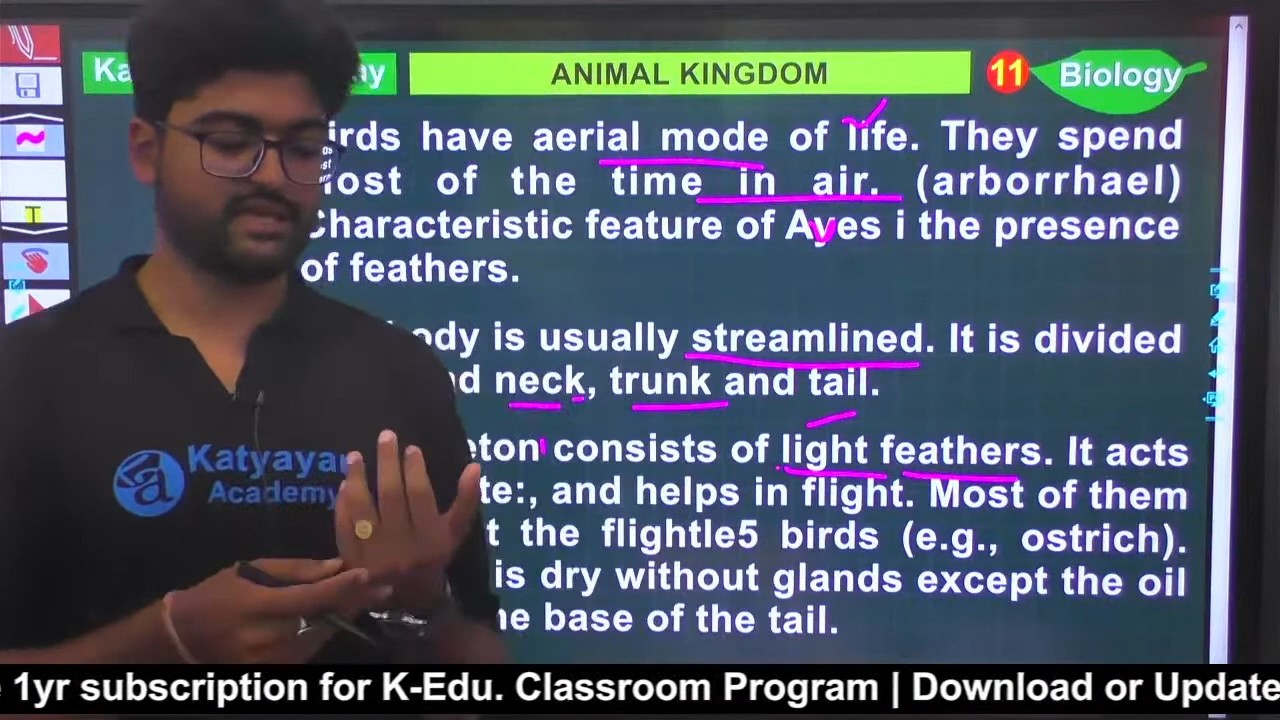 ANIMAL KINGDOM
11 Biology
irds have aerial mode of life. They spend
ost of the time in air. (arborrhael)
Characteristic feature of Aves i the presence
of feathers.
ody is usually streamlined. It is divided
nd neck, trunk and tail.
eton consists of light feathers. It acts
te:, and helps in flight. Most of them
t the flightle5 birds (e.g., ostrich).
is dry without glands except the oil
he base of the tail.
Katyayan
Academy
T
1yr subscription for K-Edu. Classroom Program | Download or Update